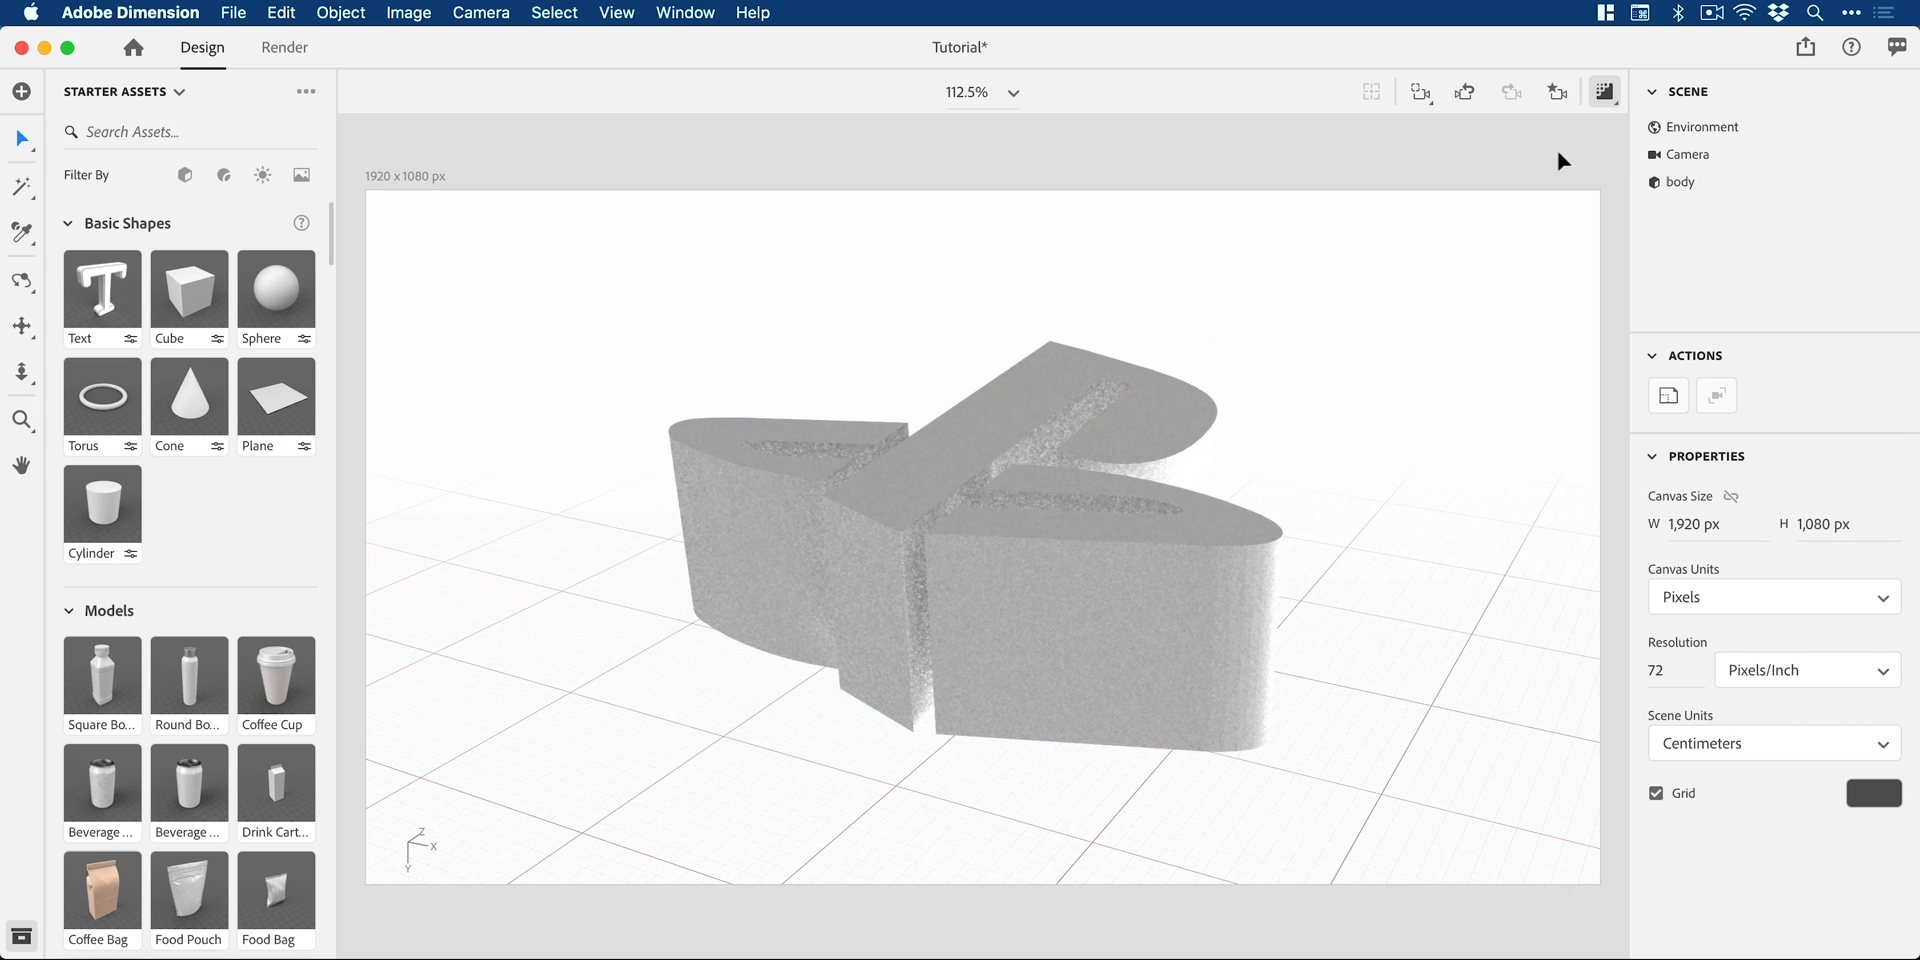 Adobe Dimension File Edit Object Image Camera Select View Window Help
Design Render Tutorial*
STARTER ASSETS
Search Assets...
Filter By
Basic Shapes
Text Cube Sphere
Torus Cone Plane
Cylinder
Models
Square Bo... Round Bo... Coffee Cup
Beverage ... Beverage ... Drink Cart...
Coffee Bag Food Pouch Food Bag
112.5%
1920 x 1080 px
Z
X
Y
SCENE
Environment
Camera
body
ACTIONS
PROPERTIES
Canvas Size
W 1,920 px H 1,080 px
Canvas Units
Pixels
Resolution
72 Pixels/Inch
Scene Units
Centimeters
Grid